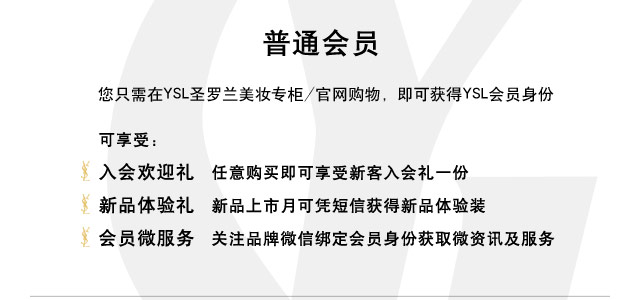 普通会员
您只需在YSL圣罗兰美妆专柜/官网购物，即可获得YSL会员身份
可享受：
入会欢迎礼 任意购买即可享受新客入会礼一份
新品体验礼 新品上市月可凭短信获得新品体验装
会员微服务 关注品牌微信绑定会员身份获取微资讯及服务